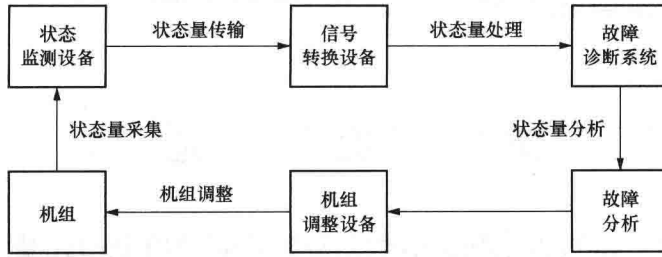 状态
监测设备
状态量传输
信号
转换设备
状态量处理
故障
诊断系统
状态量采集
状态量分析
机组
机组调整
机组
调整设备
故障
分析